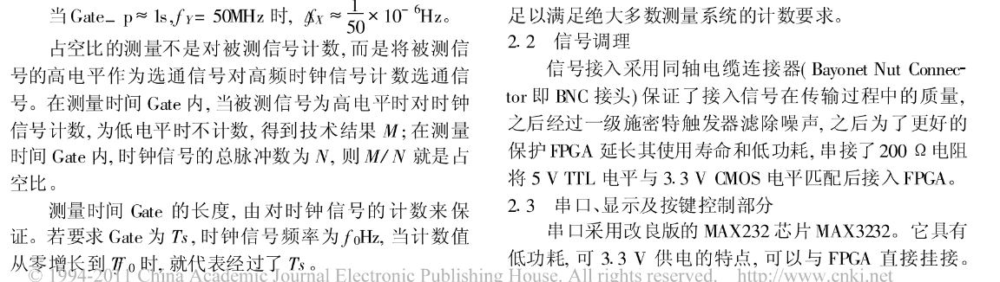 当 Gate_ p≈1s, fY= 50MHz 时, ∆fX ≈ 1/50 × 10- 6Hz。
占空比的测量不是对被测信号计数, 而是将被测信
号的高电平作为选通信号对高频时钟信号计数选通信
号。在测量时间 Gate 内, 当被测信号为高电平时对时钟
信号计数, 为低电平时不计数, 得到技术结果 M; 在测量
时间 Gate 内, 时钟信号的总脉冲数为 N, 则 M/ N 就是占
空比。
测量时间 Gate 的长度, 由对时钟信号的计数来保
证。若要求 Gate 为 Ts, 时钟信号频率为 f0Hz, 当计数值
从零增长到 Tf0 时, 就代表经过了 Ts。
足以满足绝大多数测量系统的计数要求。
2. 2 信号调理
信号接入采用同轴电缆连接器( Bayonet Nut Connec-
tor 即 BNC 接头) 保证了接入信号在传输过程中的质量,
之后经过一级施密特触发器滤除噪声, 之后为了更好的
保护 FPGA 延长其使用寿命和低功耗, 串接了 200 Ω 电阻
将 5 V TTL 电平与 3. 3 V CMOS 电平匹配后接入 FPGA。
2. 3 串口、显示及按键控制部分
串口采用改良版的 MAX232 芯片 MAX3232。它具有
低功耗, 可 3. 3 V 供电的特点, 可以与 FPGA 直接挂接。
© 1994-2011 China Academic Journal Electronic Publishing House. All rights reserved. http://www.cnki.net